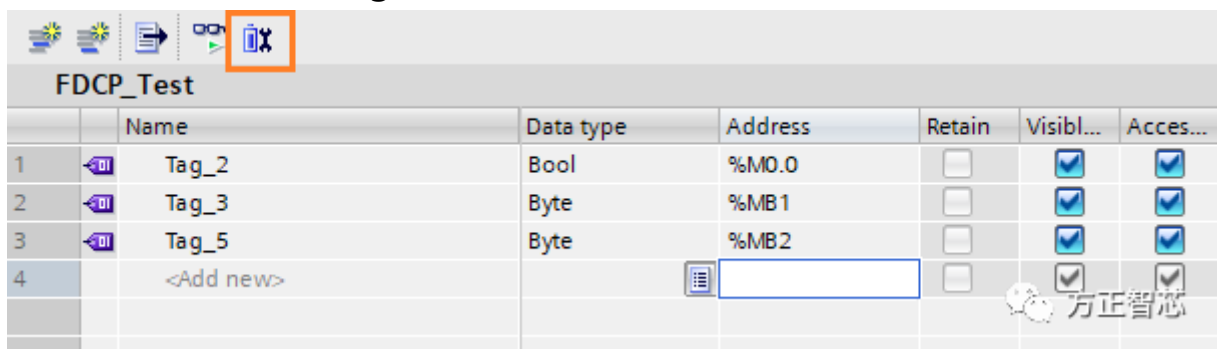 FDCP_Test
Name Data type Address Retain Visibl... Acces...
1 Tag_2 Bool %M0.0
2 Tag_3 Byte %MB1
3 Tag_5 Byte %MB2
4 <Add new>
方正智芯